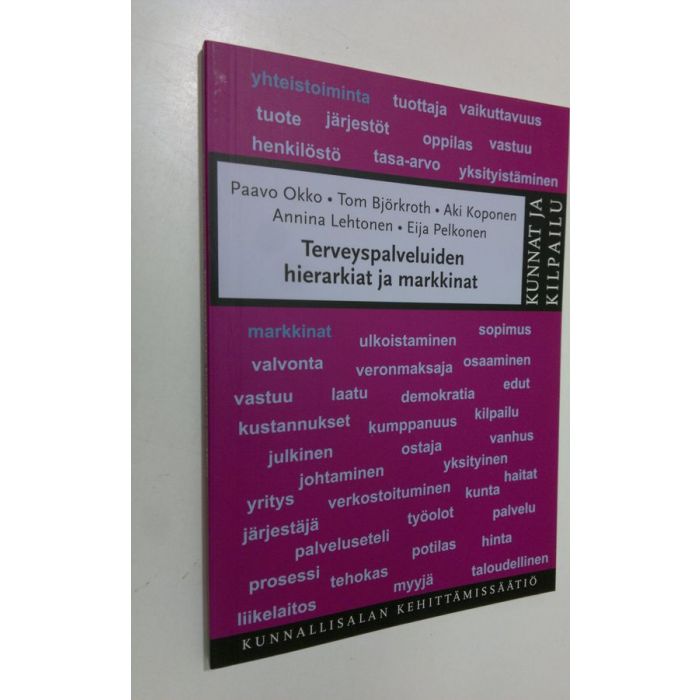 yhteistoiminta tuottaja vaikuttavuus
tuote järjestöt oppilas vastuu
henkilöstö tasa-arvo yksityistäminen
Paavo Okko • Tom Björkroth • Aki Koponen
Annina Lehtonen • Eija Pelkonen
Terveyspalveluiden
hierarkiat ja markkinat
KUNNAT JA
KILPAILU
markkinat ulkoistaminen sopimus
valvonta veronmaksaja osaaminen
vastuu laatu demokratia edut
kustannukset kumppanuus kilpailu
julkinen ostaja vanhus
johtaminen yksityinen
yritys verkostoituminen kunta haitat
järjestäjä työolot palvelu
palveluseteli potilas hinta
prosessi tehokas myyjä taloudellinen
liikelaitos
KUNNALLISALAN KEHITTÄMISSÄÄTIÖ